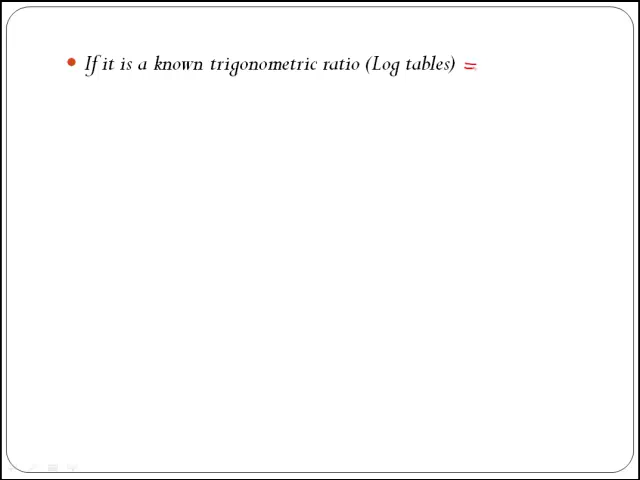 If it is a known trigonometric ratio (Log tables) =